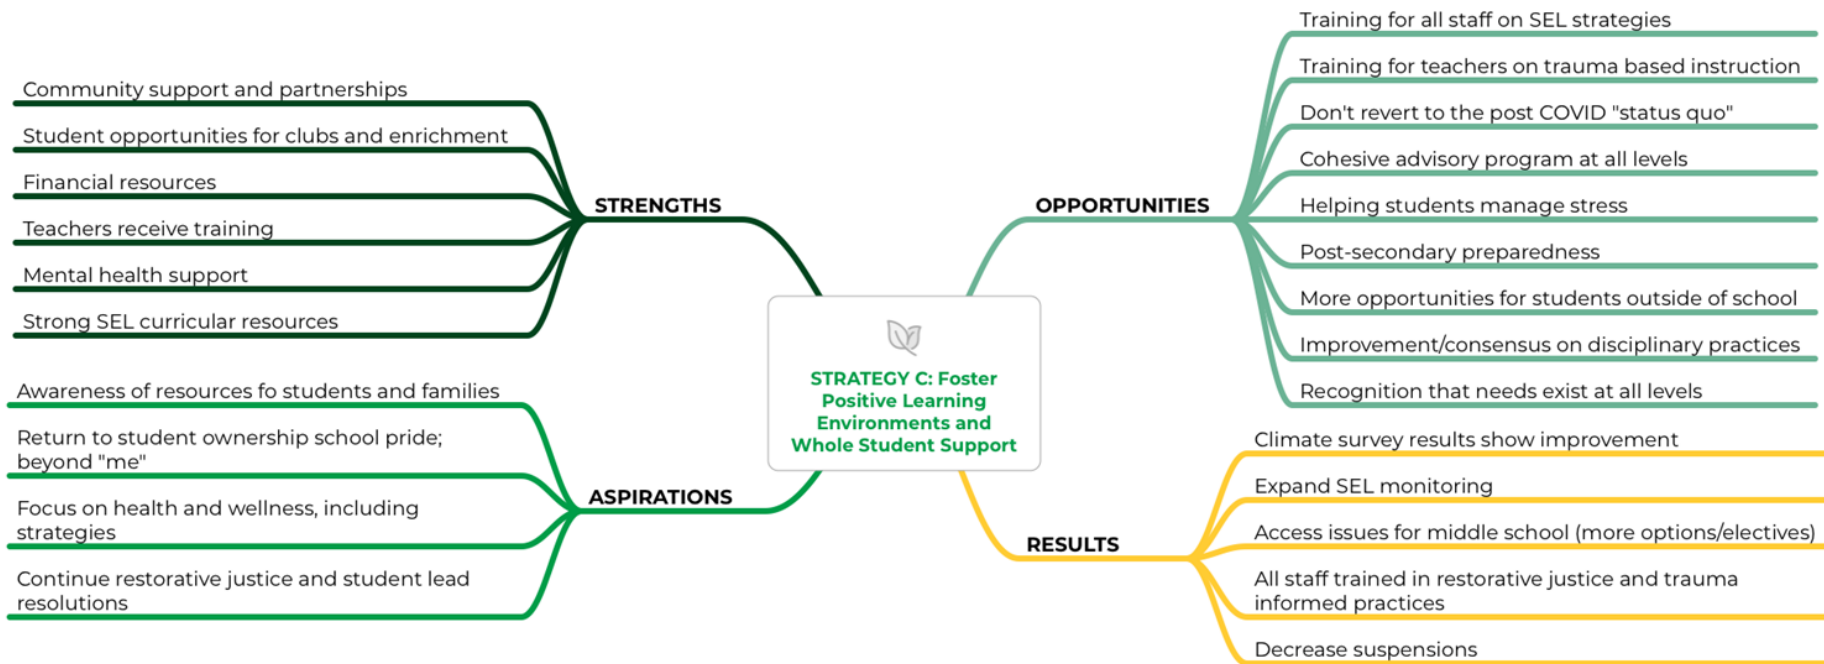 STRATEGY C: Foster
Positive Learning
Environments and
Whole Student Support
STRENGTHS
Community support and partnerships
Student opportunities for clubs and enrichment
Financial resources
Teachers receive training
Mental health support
Strong SEL curricular resources
OPPORTUNITIES
Training for all staff on SEL strategies
Training for teachers on trauma based instruction
Don't revert to the post COVID "status quo"
Cohesive advisory program at all levels
Helping students manage stress
Post-secondary preparedness
More opportunities for students outside of school
Improvement/consensus on disciplinary practices
Recognition that needs exist at all levels
ASPIRATIONS
Awareness of resources fo students and families
Return to student ownership school pride;
beyond "me"
Focus on health and wellness, including
strategies
Continue restorative justice and student lead
resolutions
RESULTS
Climate survey results show improvement
Expand SEL monitoring
Access issues for middle school (more options/electives)
All staff trained in restorative justice and trauma
informed practices
Decrease suspensions